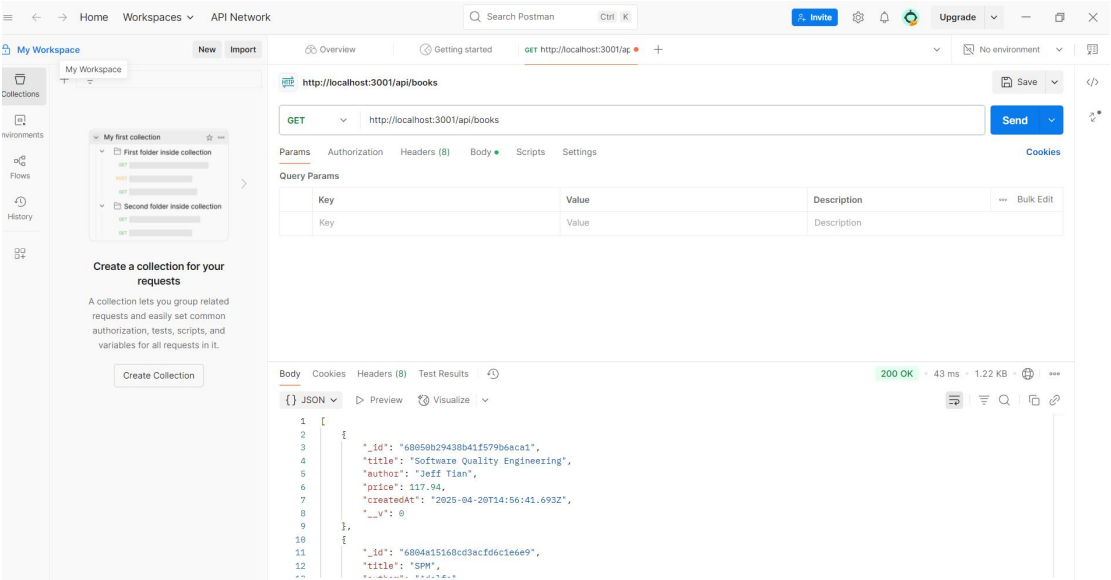 Home Workspaces API Network Search Postman Ctrl K Invite Upgrade
My Workspace New Import Overview Getting started GET http://localhost:3001/ap No environment
My Workspace
Collections
Environments
Flows
History
My first collection
First folder inside collection
GET
POST
GET
Second folder inside collection
GET
GET
Create a collection for your
requests
A collection lets you group related
requests and easily set common
authorization, tests, scripts, and
variables for all requests in it.
Create Collection
HTTP http://localhost:3001/api/books Save
GET http://localhost:3001/api/books Send
Params Authorization Headers (8) Body Scripts Settings Cookies
Query Params
Key Value Description Bulk Edit
Key Value Description
Body Cookies Headers (8) Test Results 200 OK 43 ms 1.22 KB
{} JSON Preview Visualize
1 [
2 {
3 "_id": "68050b29438b41f579b6aca1",
4 "title": "Software Quality Engineering",
5 "author": "Jeff Tian",
6 "price": 117.94,
7 "createdAt": "2025-04-20T14:56:41.693Z",
8 "__v": 0
9 },
10 {
11 "_id": "6804a15168cd3acfd6c1e6e9",
12 "title": "SPM",